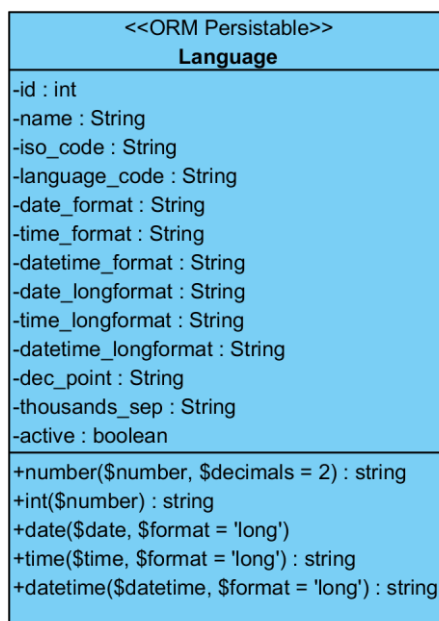 <<ORM Persistable>>
Language
-id : int
-name : String
-iso_code : String
-language_code : String
-date_format : String
-time_format : String
-datetime_format : String
-date_longformat : String
-time_longformat : String
-datetime_longformat : String
-dec_point : String
-thousands_sep : String
-active : boolean
+number($number, $decimals = 2) : string
+int($number) : string
+date($date, $format = 'long')
+time($time, $format = 'long') : string
+datetime($datetime, $format = 'long') : string